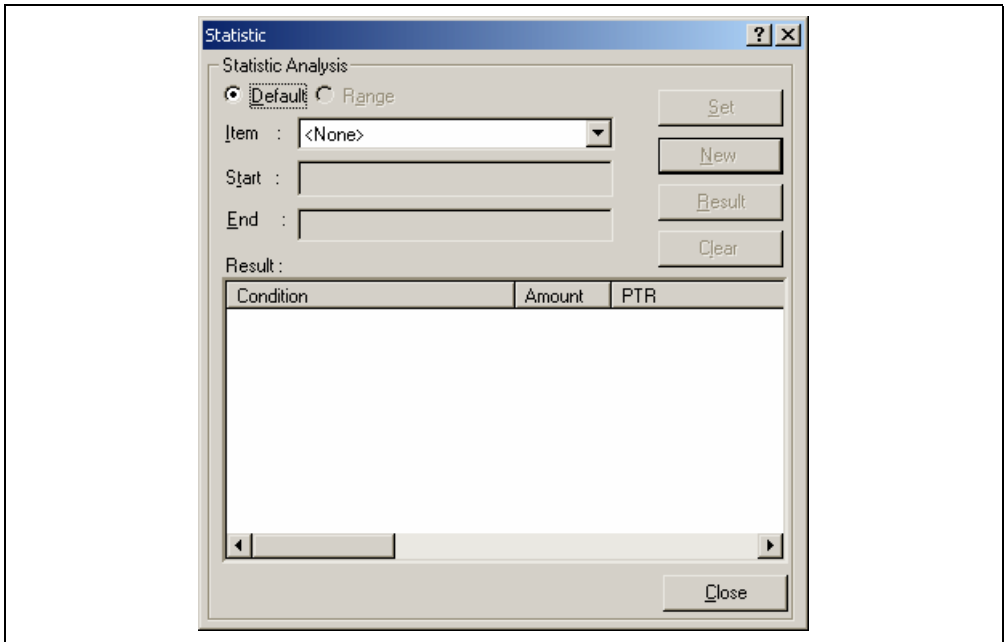 Statistic
Statistic Analysis
Default Range
Item : <None>
Start :
End :
Set
New
Result
Clear
Result :
Condition Amount PTR
Close